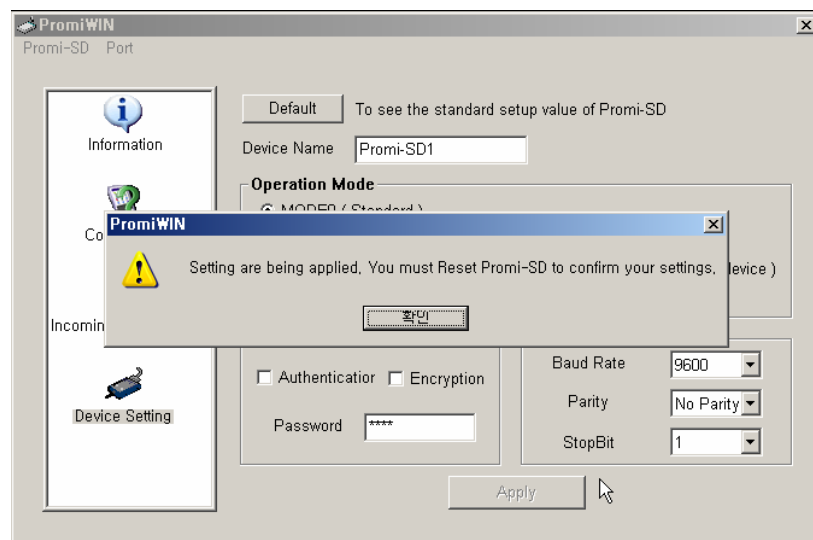 PromiWIN
Promi-SD Port
Information
Default To see the standard setup value of Promi-SD
Device Name Promi-SD1
Operation Mode
MODE0 ( Standard )
PromiWIN
Setting are being applied, You must Reset Promi-SD to confirm your settings,
확인
Incomin
Device Setting
Authenticatior Encryption
Password ****
Baud Rate 9600
Parity No Parity
StopBit 1
Apply